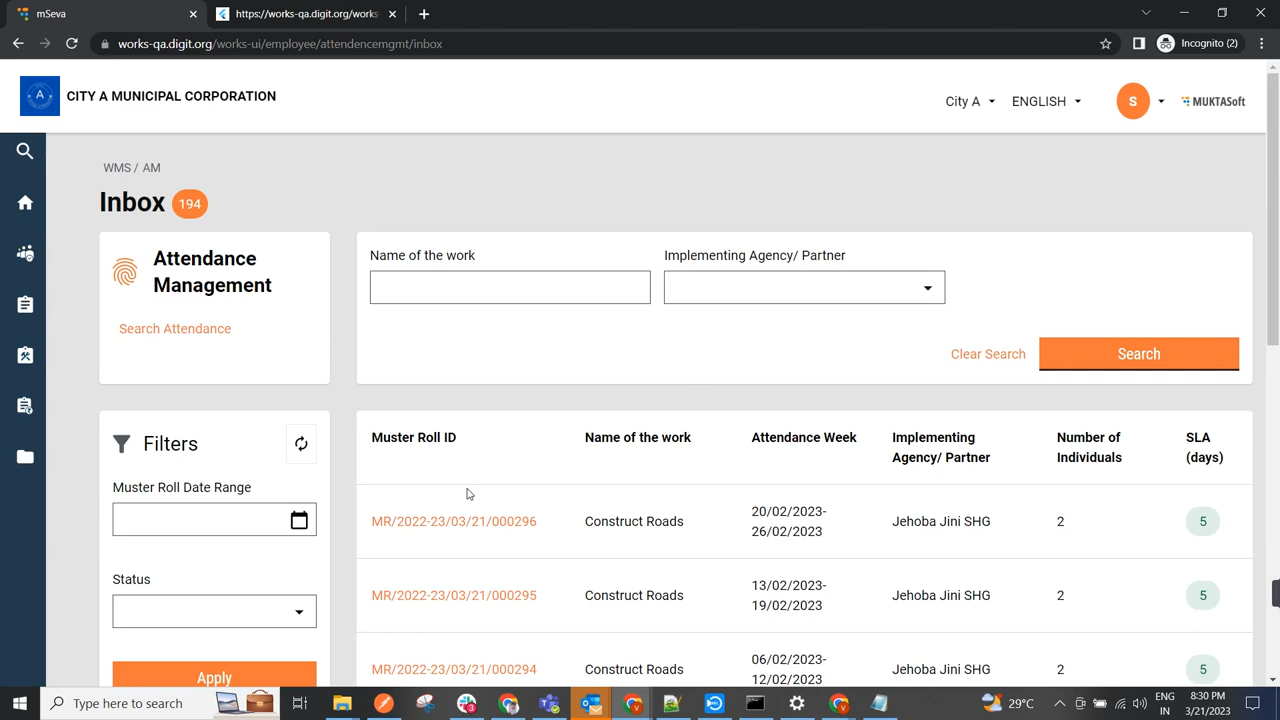 mSeva
https://works-qa.digit.org/works
works-qa.digit.org/works-ui/employee/attendencemgmt/inbox
Incognito (2)
A
CITY A MUNICIPAL CORPORATION
City A
ENGLISH
S
MUKTASoft
WMS / AM
Inbox 194
Attendance
Management
Search Attendance
Name of the work
Implementing Agency/ Partner
Clear Search
Search
Filters
Muster Roll Date Range
Status
Apply
Muster Roll ID
Name of the work
Attendance Week
Implementing
Agency/ Partner
Number of
Individuals
SLA
(days)
MR/2022-23/03/21/000296
Construct Roads
20/02/2023-
26/02/2023
Jehoba Jini SHG
2
5
MR/2022-23/03/21/000295
Construct Roads
13/02/2023-
19/02/2023
Jehoba Jini SHG
2
5
MR/2022-23/03/21/000294
Construct Roads
06/02/2023-
12/02/2023
Jehoba Jini SHG
2
5
Type here to search
29°C
ENG
IN
8:30 PM
3/21/2023